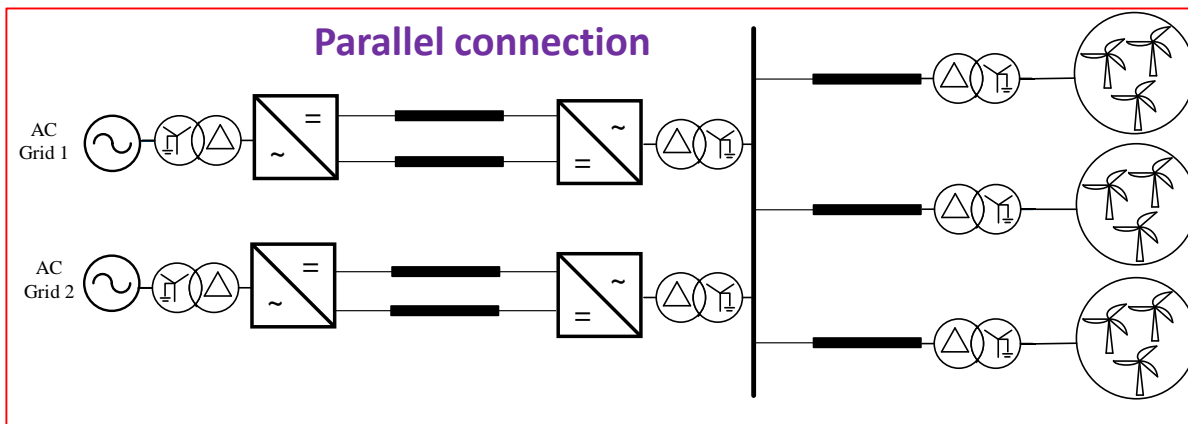 Parallel connection
AC
Grid 1
=
~
~
=
AC
Grid 2
=
~
~
=